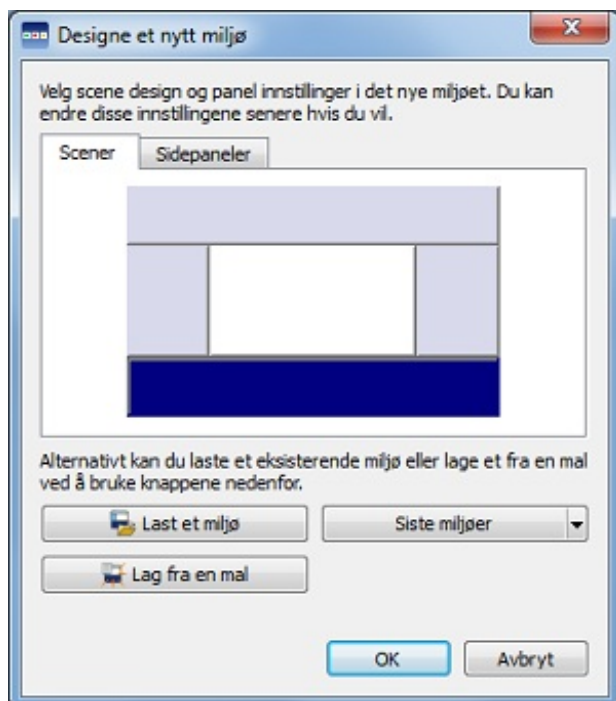 Designe et nytt miljø
Velg scene design og panel innstillinger i det nye miljøet. Du kan
endre disse innstillingene senere hvis du vil.
Scener
Sidepaneler
Alternativt kan du laste et eksisterende miljø eller lage et fra en mal
ved å bruke knappene nedenfor.
Last et miljø
Siste miljøer
Lag fra en mal
OK
Avbryt